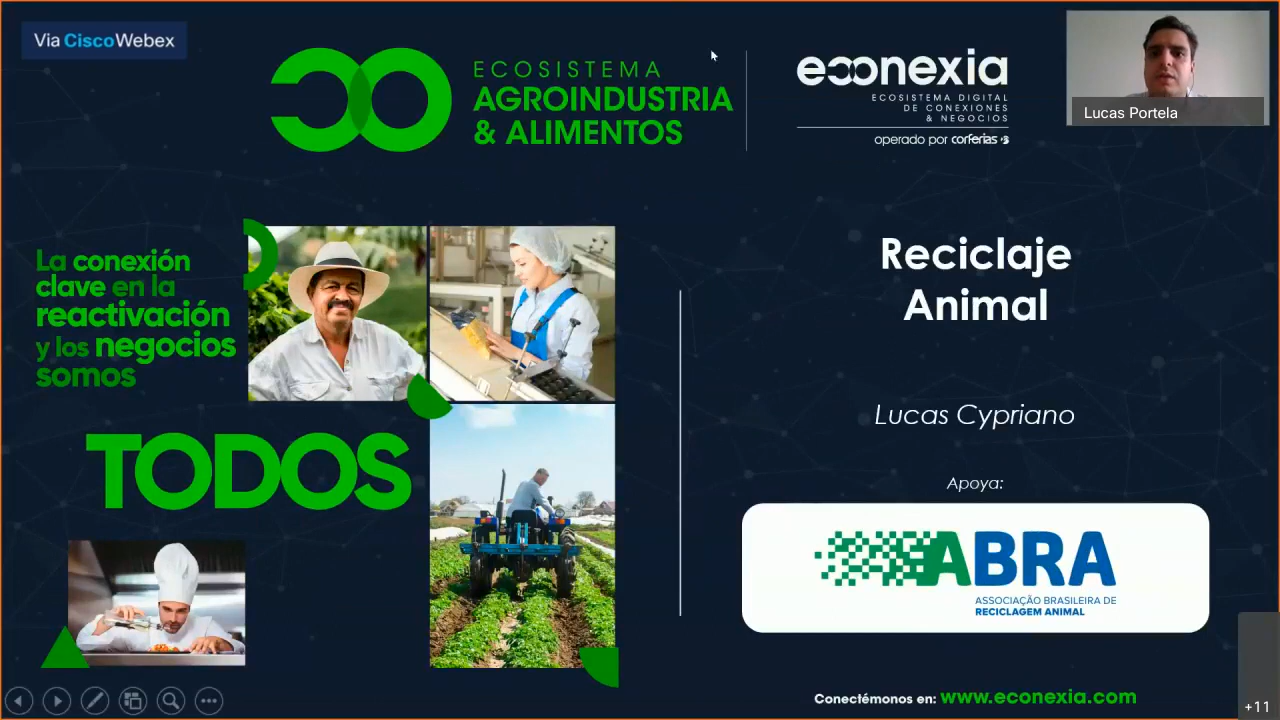 Via Cisco Webex
ECOSISTEMA
AGROINDUSTRIA
& ALIMENTOS
econexia
ECOSISTEMA DIGITAL
DE CONEXIONES
& NEGOCIOS
operado por corferias
Lucas Portela
La conexión
clave en la
reactivación
y los negocios
somos
TODOS
Reciclaje
Animal
Lucas Cypriano
Apoya:
ABRA
ASSOCIAÇÃO BRASILEIRA DE
RECICLAGEM ANIMAL
Conectémonos en: www.econexia.com
+11